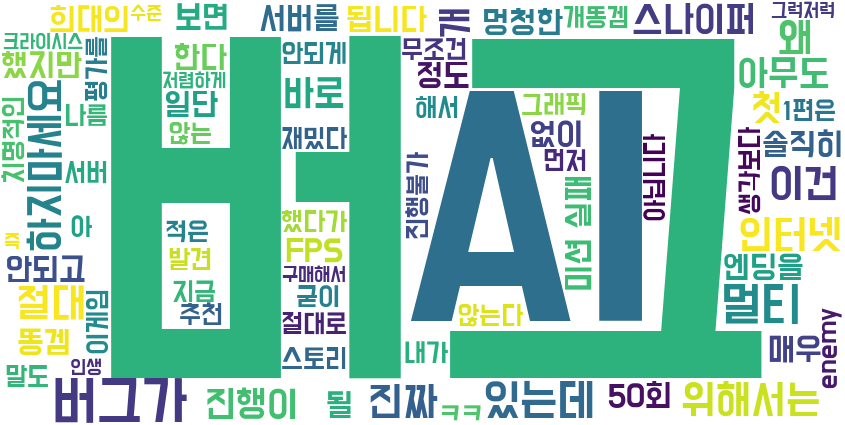 희대의
수준
보면
서버를
됩니다
개
멍청한
개똥겜
스나이퍼
그럭저럭
크라이시스
했지만
평가를
한다
안되게
무조건
정도
왜
아무도
저렴하게
치명적인
나름
요세미티
하지마
일단
바로
해서
그래픽
첫
1편은
않는
재밌다
없이
먼저
솔직히
버그
AI
서버
진행불가
미션
실패
아닙니다
생각보다
이건
즉
아
적은
했다가
발견
FPS
인터넷
안되고
구매해서
엔딩을
절대
지금
굳이
멀티
이게임
추천
절대로
않는다
똥겜
스토리
내가
매우
인생
말도
enemy
버그가
진행이
될
진짜
ㅋㅋ
있는데
50회
위해서는